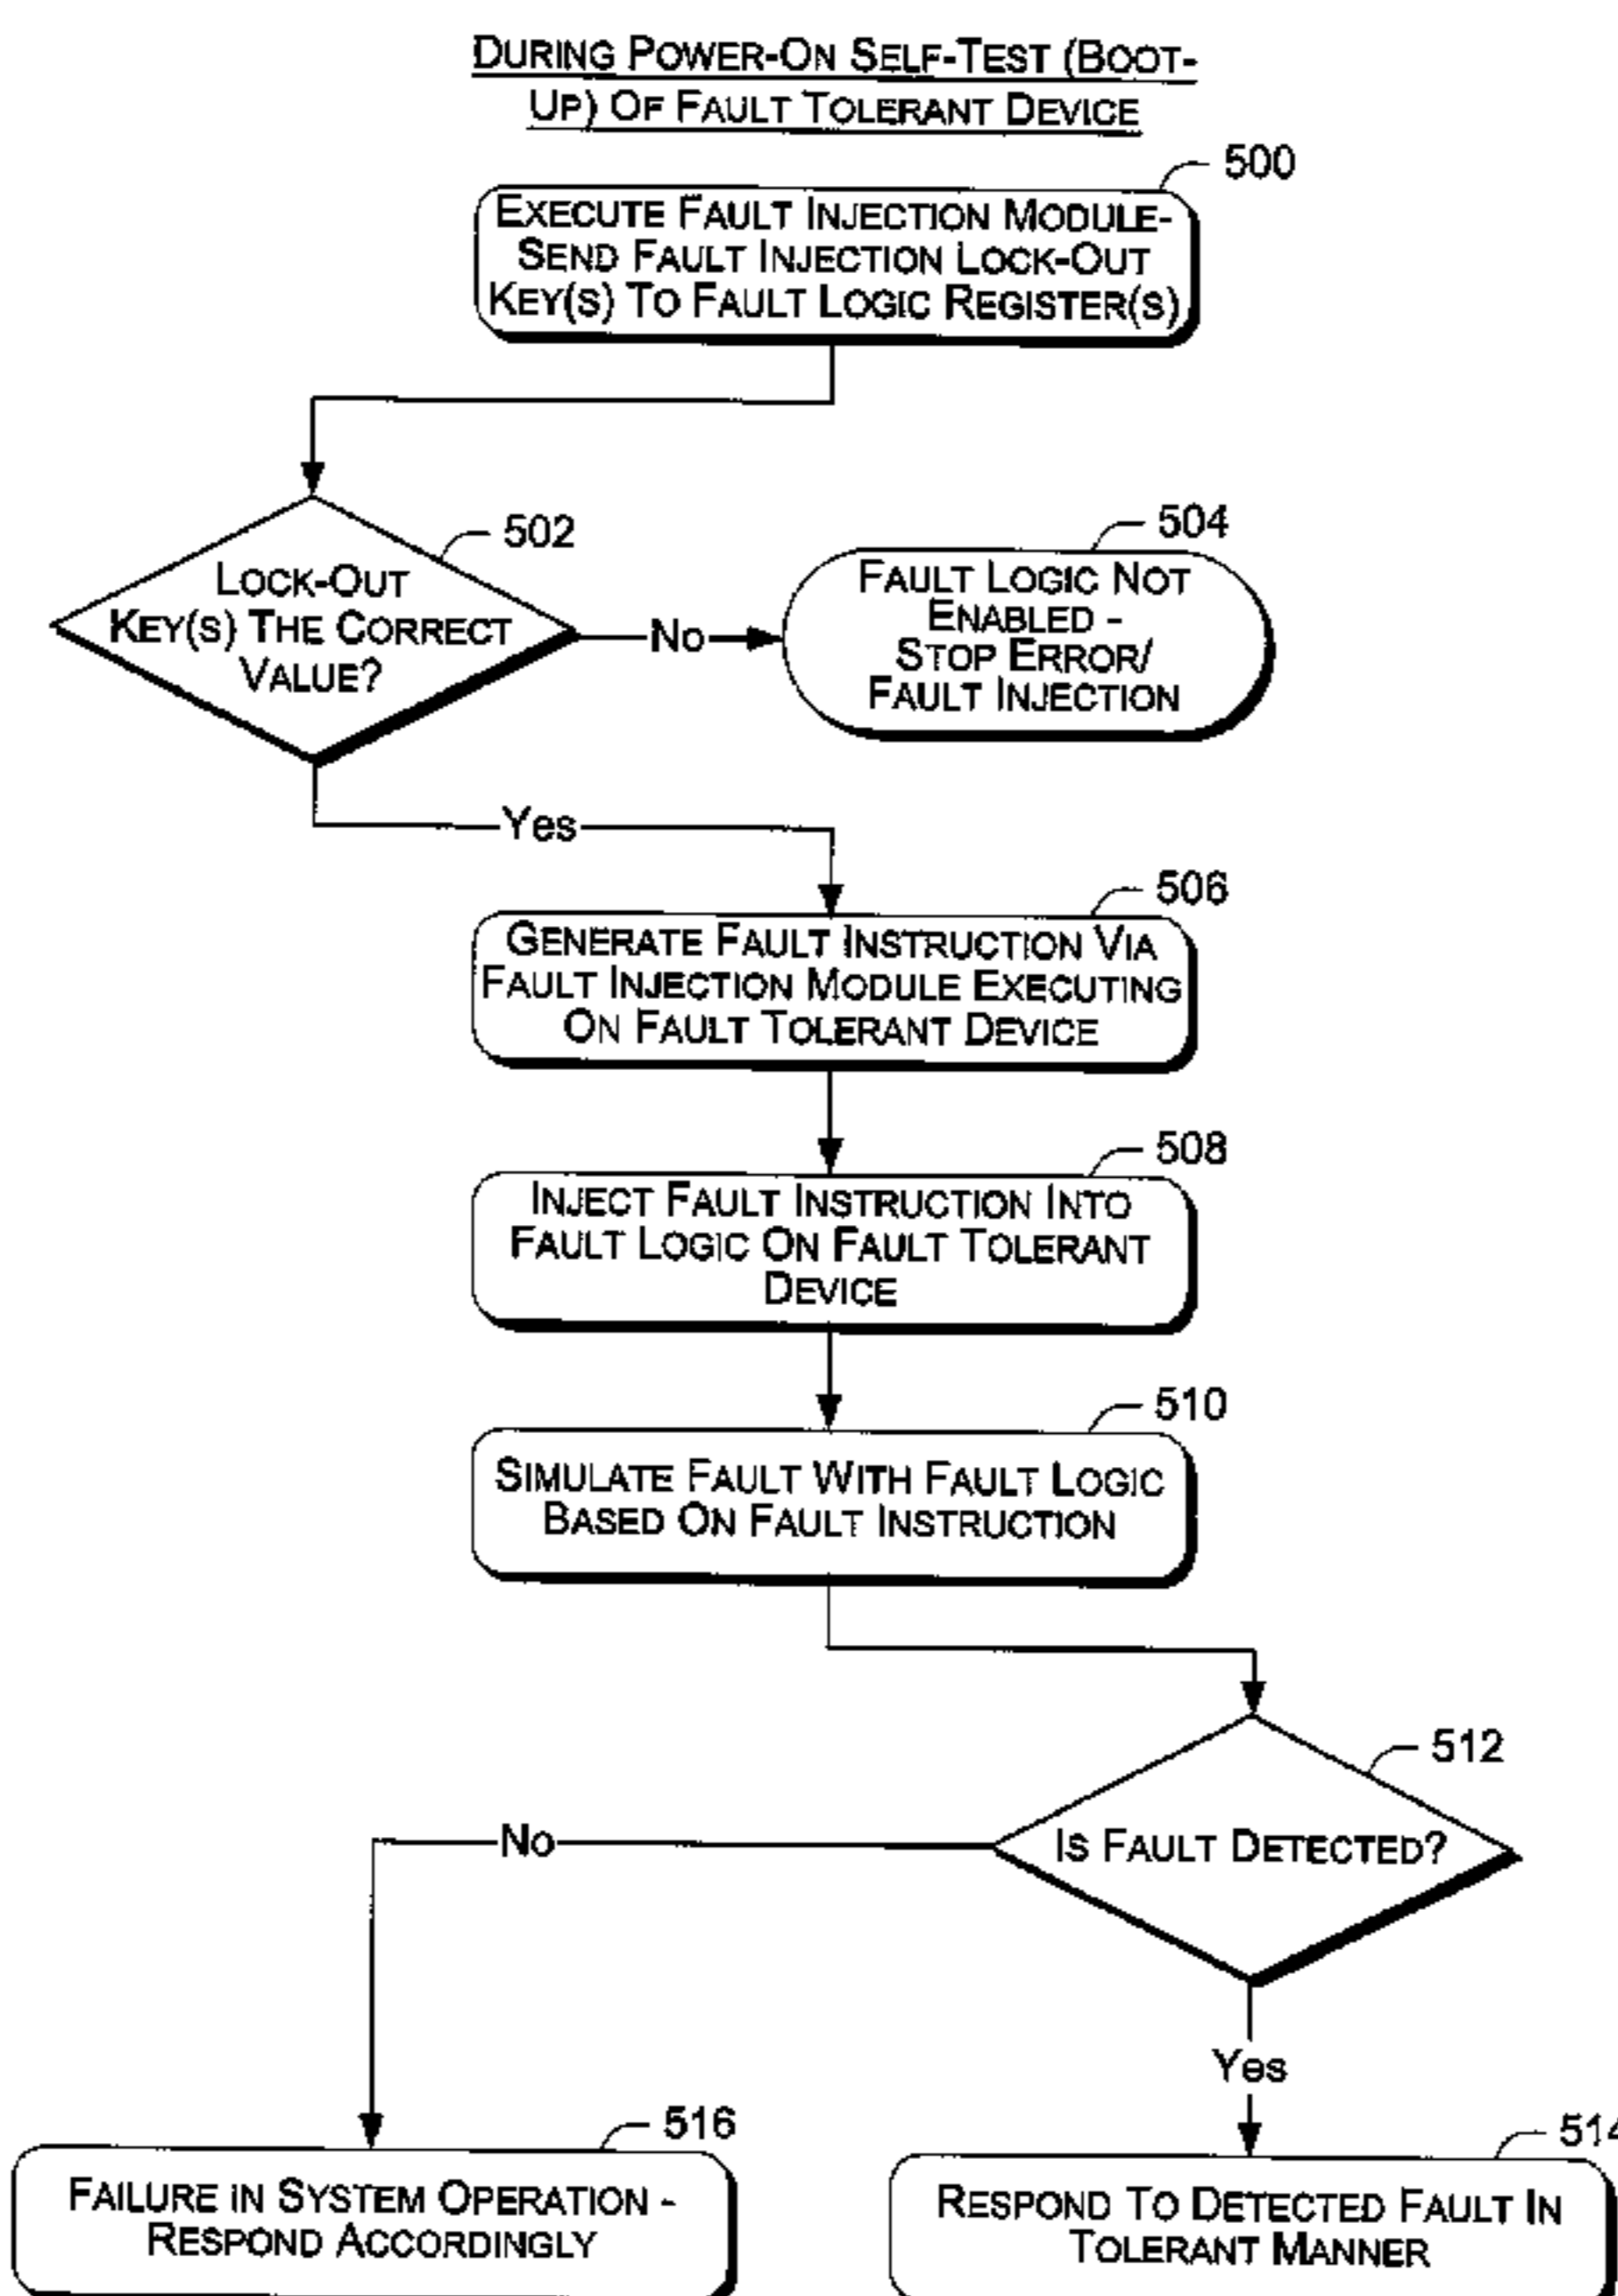 DURING POWER-ON SELF-TEST (BOOT-
UP) OF FAULT TOLERANT DEVICE
500
EXECUTE FAULT INJECTION MODULE-
SEND FAULT INJECTION LOCK-OUT
KEY(S) TO FAULT LOGIC REGISTER(S)
502
LOCK-OUT
KEY(S) THE CORRECT
VALUE?
No
504
FAULT LOGIC NOT
ENABLED -
STOP ERROR/
FAULT INJECTION
Yes
506
GENERATE FAULT INSTRUCTION VIA
FAULT INJECTION MODULE EXECUTING
ON FAULT TOLERANT DEVICE
508
INJECT FAULT INSTRUCTION INTO
FAULT LOGIC ON FAULT TOLERANT
DEVICE
510
SIMULATE FAULT WITH FAULT LOGIC
BASED ON FAULT INSTRUCTION
512
IS FAULT DETECTED?
No
Yes
516
FAILURE IN SYSTEM OPERATION -
RESPOND ACCORDINGLY
514
RESPOND TO DETECTED FAULT IN
TOLERANT MANNER